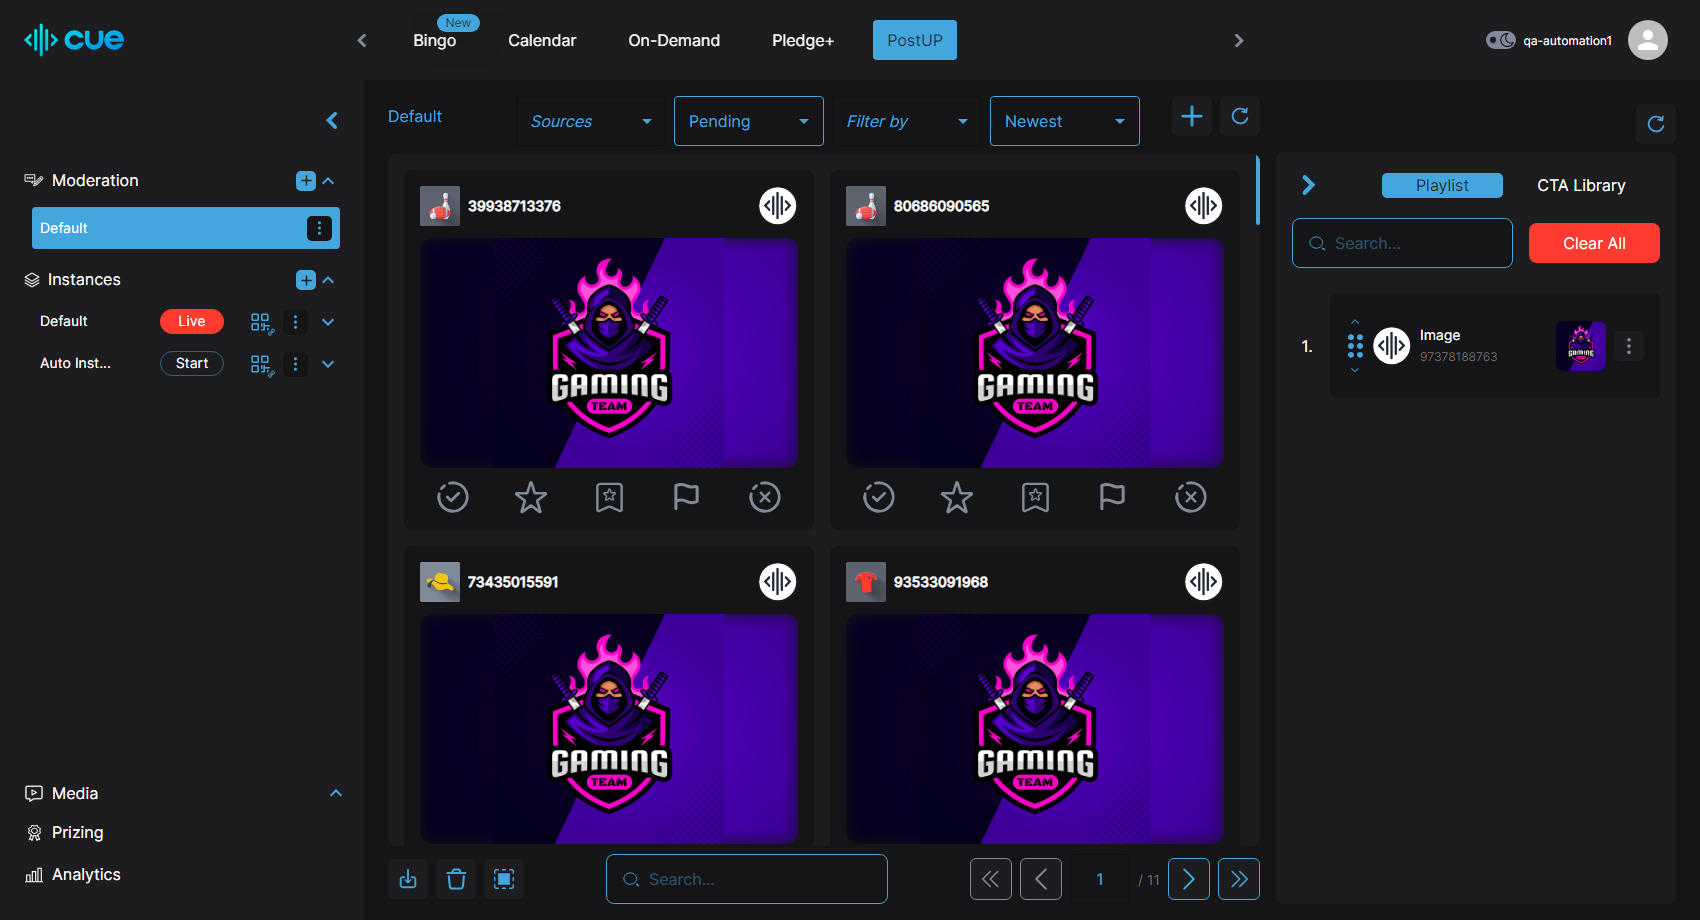 cue
New
Bingo
Calendar
On-Demand
Pledge+
PostUP
qa-automation1
Default
Sources
Pending
Filter by
Newest
Moderation
Default
Instances
Default
Live
Auto Inst...
Start
Media
Prizing
Analytics
39938713376
GAMING
TEAM
80686090565
GAMING
TEAM
73435015591
GAMING
TEAM
93533091968
GAMING
TEAM
Search...
1
/ 11
Playlist
CTA Library
Search...
Clear All
1.
Image
97378188763
GAMING